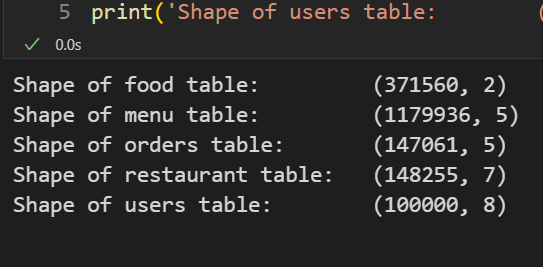 5 print('Shape of users table: (
0.0s
Shape of food table: (371560, 2)
Shape of menu table: (1179936, 5)
Shape of orders table: (147061, 5)
Shape of restaurant table: (148255, 7)
Shape of users table: (100000, 8)